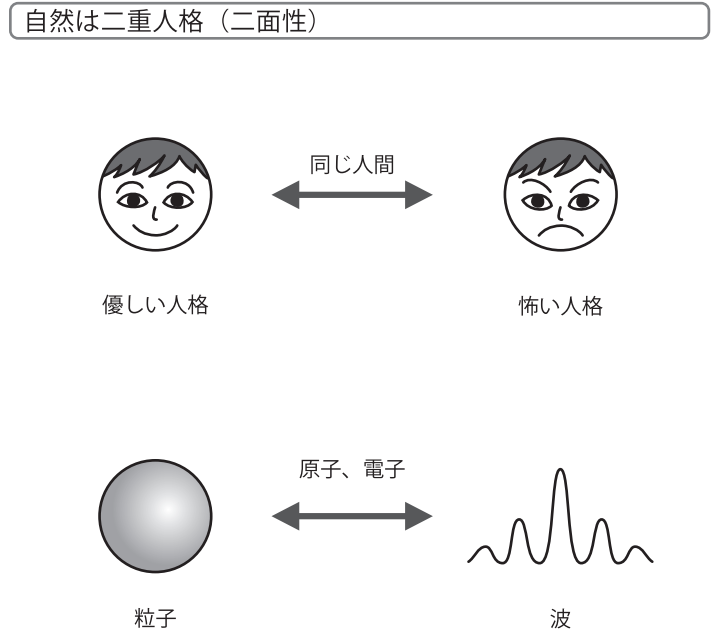 自然は二重人格（二面性）
同じ人間
優しい人格
怖い人格
原子、電子
粒子
波